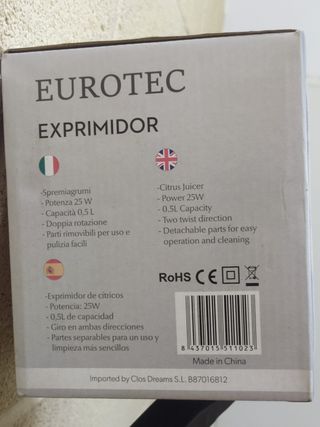 EUROTEC
EXPRIMIDOR
-Spremiagrumi
- Potenza 25 W
- Capacità 0,5 L
- Doppia rotazione
- Parti rimovibili per uso e
pulizia facili
-Citrus Juicer
- Power 25W
- 0.5L Capacity
- Two twist direction
- Detachable parts for easy
operation and cleaning
-Exprimidor de cítricos
- Potencia: 25W
- 0,5L de capacidad
- Giro en ambas direcciones
- Partes separables para un uso y
limpieza más sencillos
RoHS CE
8 437015 511023
Made in China
Imported by Clos Dreams S.L. B87016812